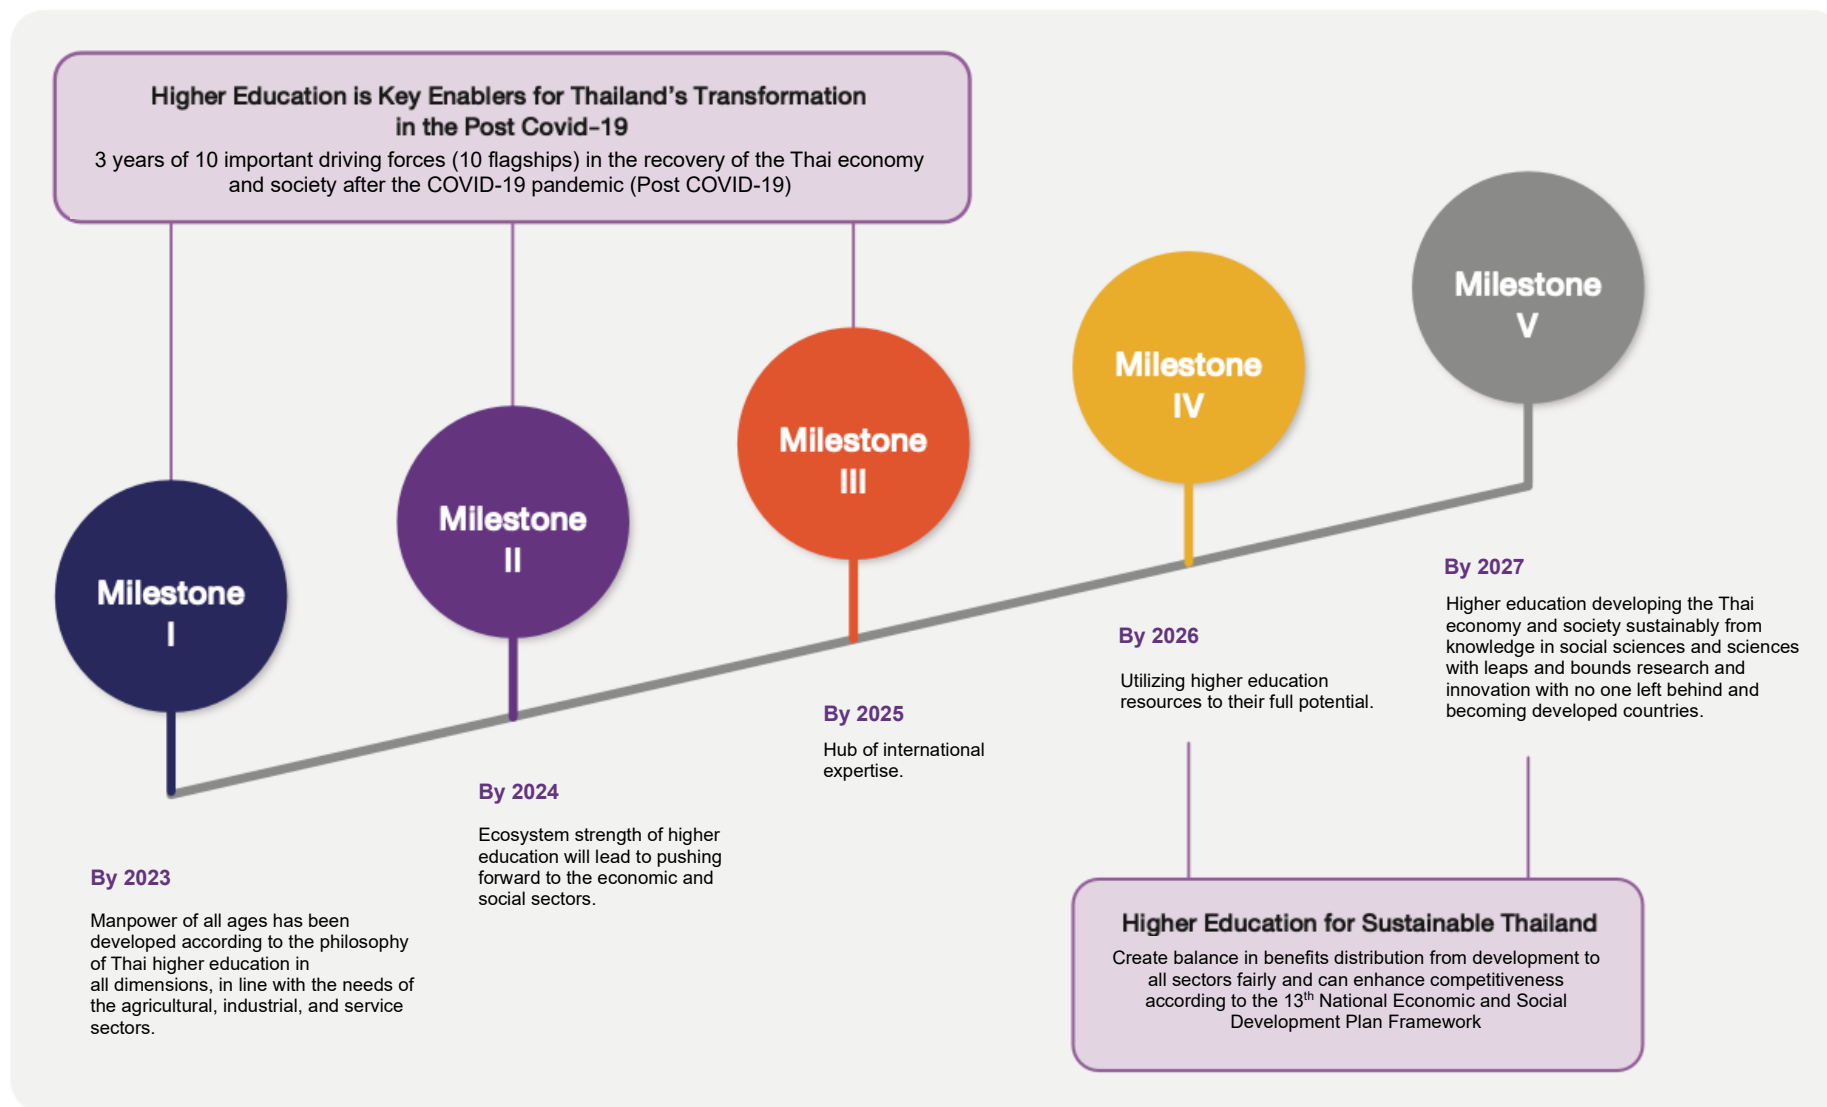 Higher Education is Key Enablers for Thailand's Transformation
in the Post Covid-19
3 years of 10 important driving forces (10 flagships) in the recovery of the Thai economy
and society after the COVID-19 pandemic (Post COVID-19)
Milestone
I
By 2023
Manpower of all ages has been
developed according to the philosophy
of Thai higher education in
all dimensions, in line with the needs of
the agricultural, industrial, and service
sectors.
Milestone
II
By 2024
Ecosystem strength of higher
education will lead to pushing
forward to the economic and
social sectors.
Milestone
III
By 2025
Hub of international
expertise.
Milestone
IV
By 2026
Utilizing higher education
resources to their full potential.
Milestone
V
By 2027
Higher education developing the Thai
economy and society sustainably from
knowledge in social sciences and sciences
with leaps and bounds research and
innovation with no one left behind and
becoming developed countries.
Higher Education for Sustainable Thailand
Create balance in benefits distribution from development to
all sectors fairly and can enhance competitiveness
according to the 13th National Economic and Social
Development Plan Framework